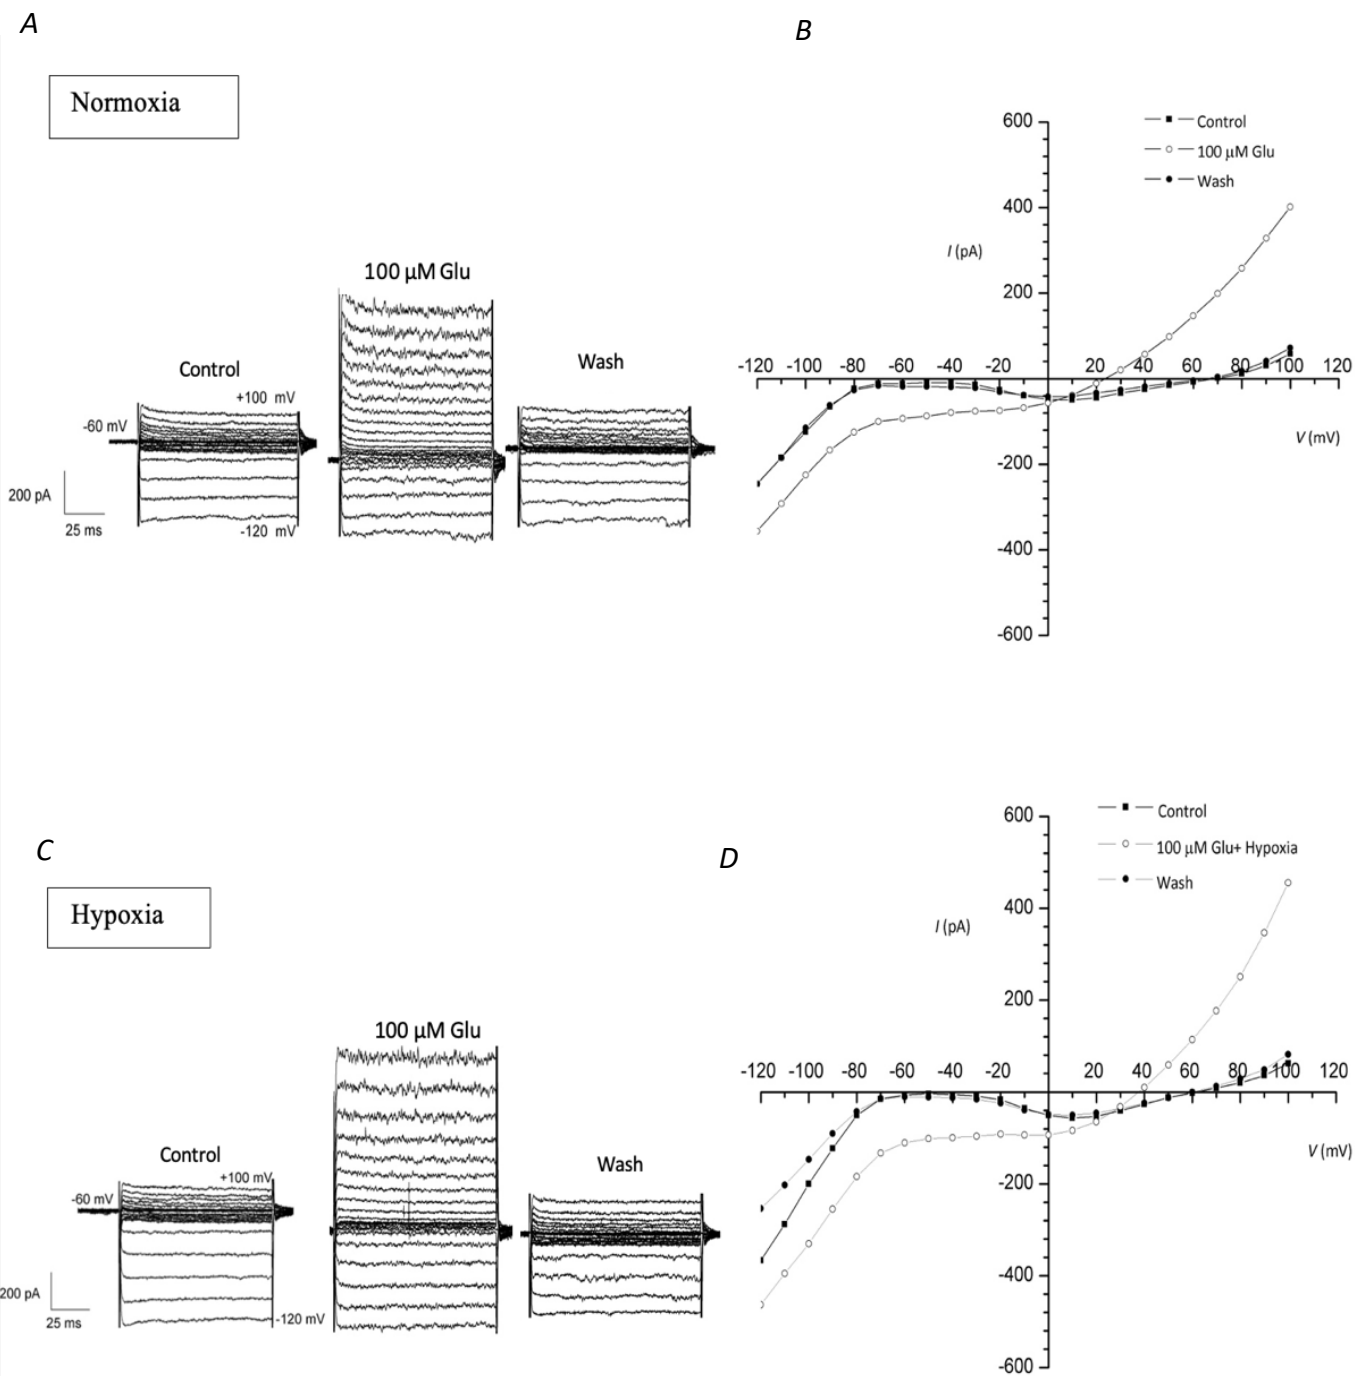 A
Normoxia
Control
+100 mV
-60 mV
200 pA
25 ms
-120 mV
100 µM Glu
Wash
B
Control
100 µM Glu
Wash
I (pA)
600
400
200
-200
-400
-600
-120 -100 -80 -60 -40 -20 20 40 60 80 100 120
V (mV)
C
Hypoxia
Control
+100 mV
-60 mV
200 pA
25 ms
-120 mV
100 µM Glu
Wash
D
Control
100 µM Glu+ Hypoxia
Wash
I (pA)
600
400
200
-200
-400
-600
-120 -100 -80 -60 -40 -20 20 40 60 80 100 120
V (mV)